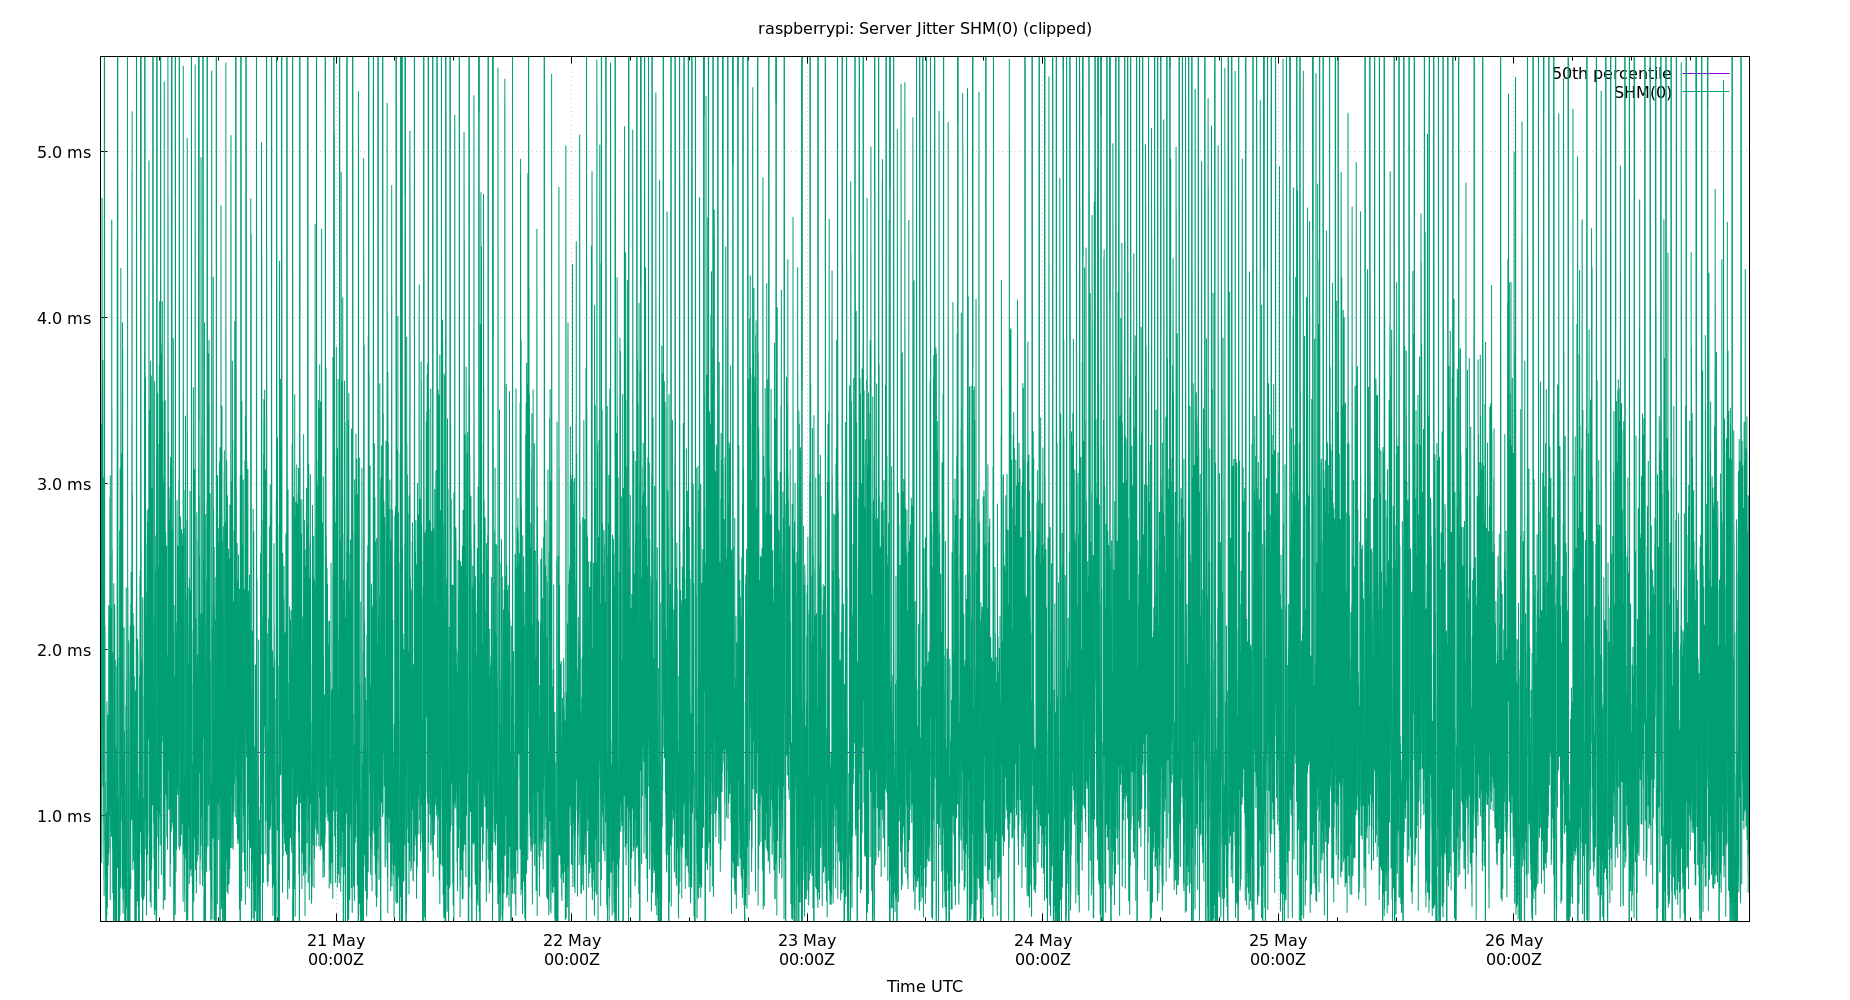 raspberrypi: Server Jitter SHM(0) (clipped)
50th percentile
SHM(0)
5.0 ms
4.0 ms
3.0 ms
2.0 ms
1.0 ms
21 May
00:00Z
22 May
00:00Z
23 May
00:00Z
24 May
00:00Z
25 May
00:00Z
26 May
00:00Z
Time UTC